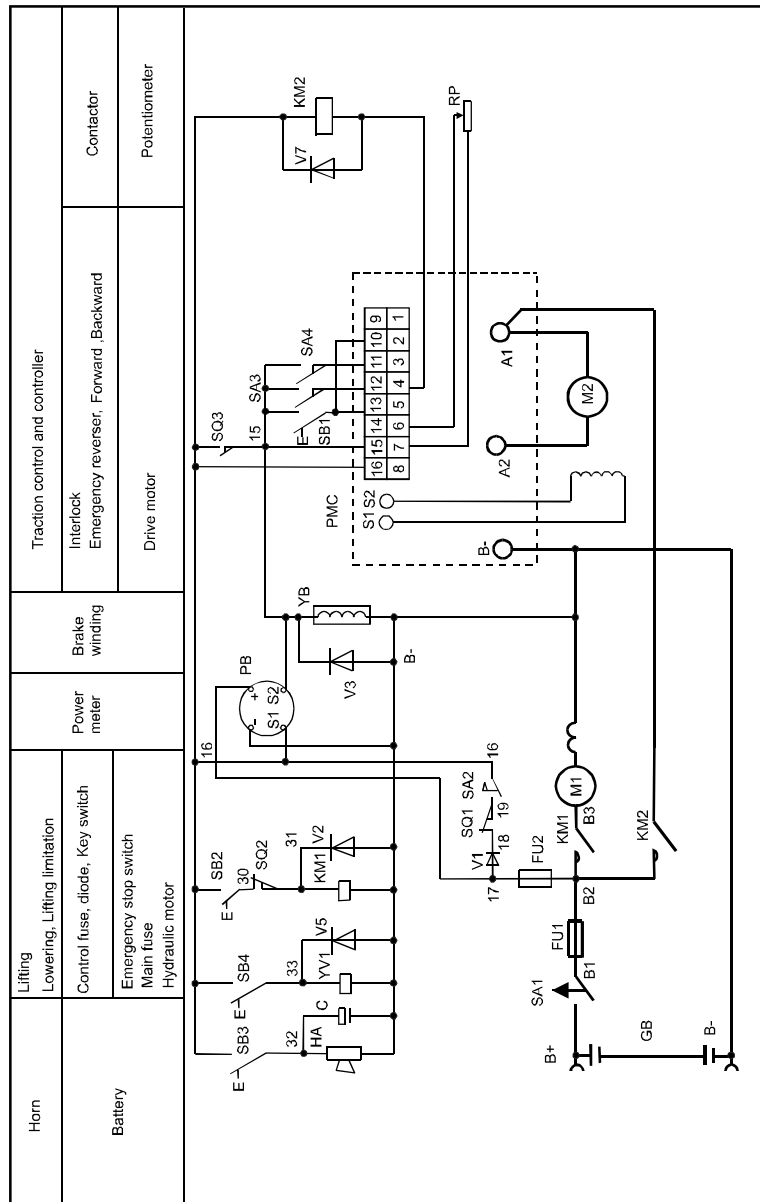 Horn
Battery
Lifting
Lowering, Lifting limitation
Control fuse, diode, Key switch
Emergency stop switch
Main fuse
Hydraulic motor
Power
meter
Brake
winding
Traction control and controller
Interlock
Emergency reverser, Forward ,Backward
Drive motor
Contactor
Potentiometer
SB3
E
32
HA
C
SB4
E
33
YV1
V5
SB2
E
30
SQ2
31
KM1
V2
16
PB
- +
S1 S2
V3
YB
B-
SQ3
15
E
SB1
SA3
SA4
V7
KM2
RP
PMC
S1 S2
16 15 14 13 12 11 10 9
8 7 6 5 4 3 2 1
B-
A2
A1
M2
17
V1
18
SQ1
19
SA2
16
FU2
B+
SA1
B1
FU1
B2
KM1
B3
M1
KM2
GB
B-